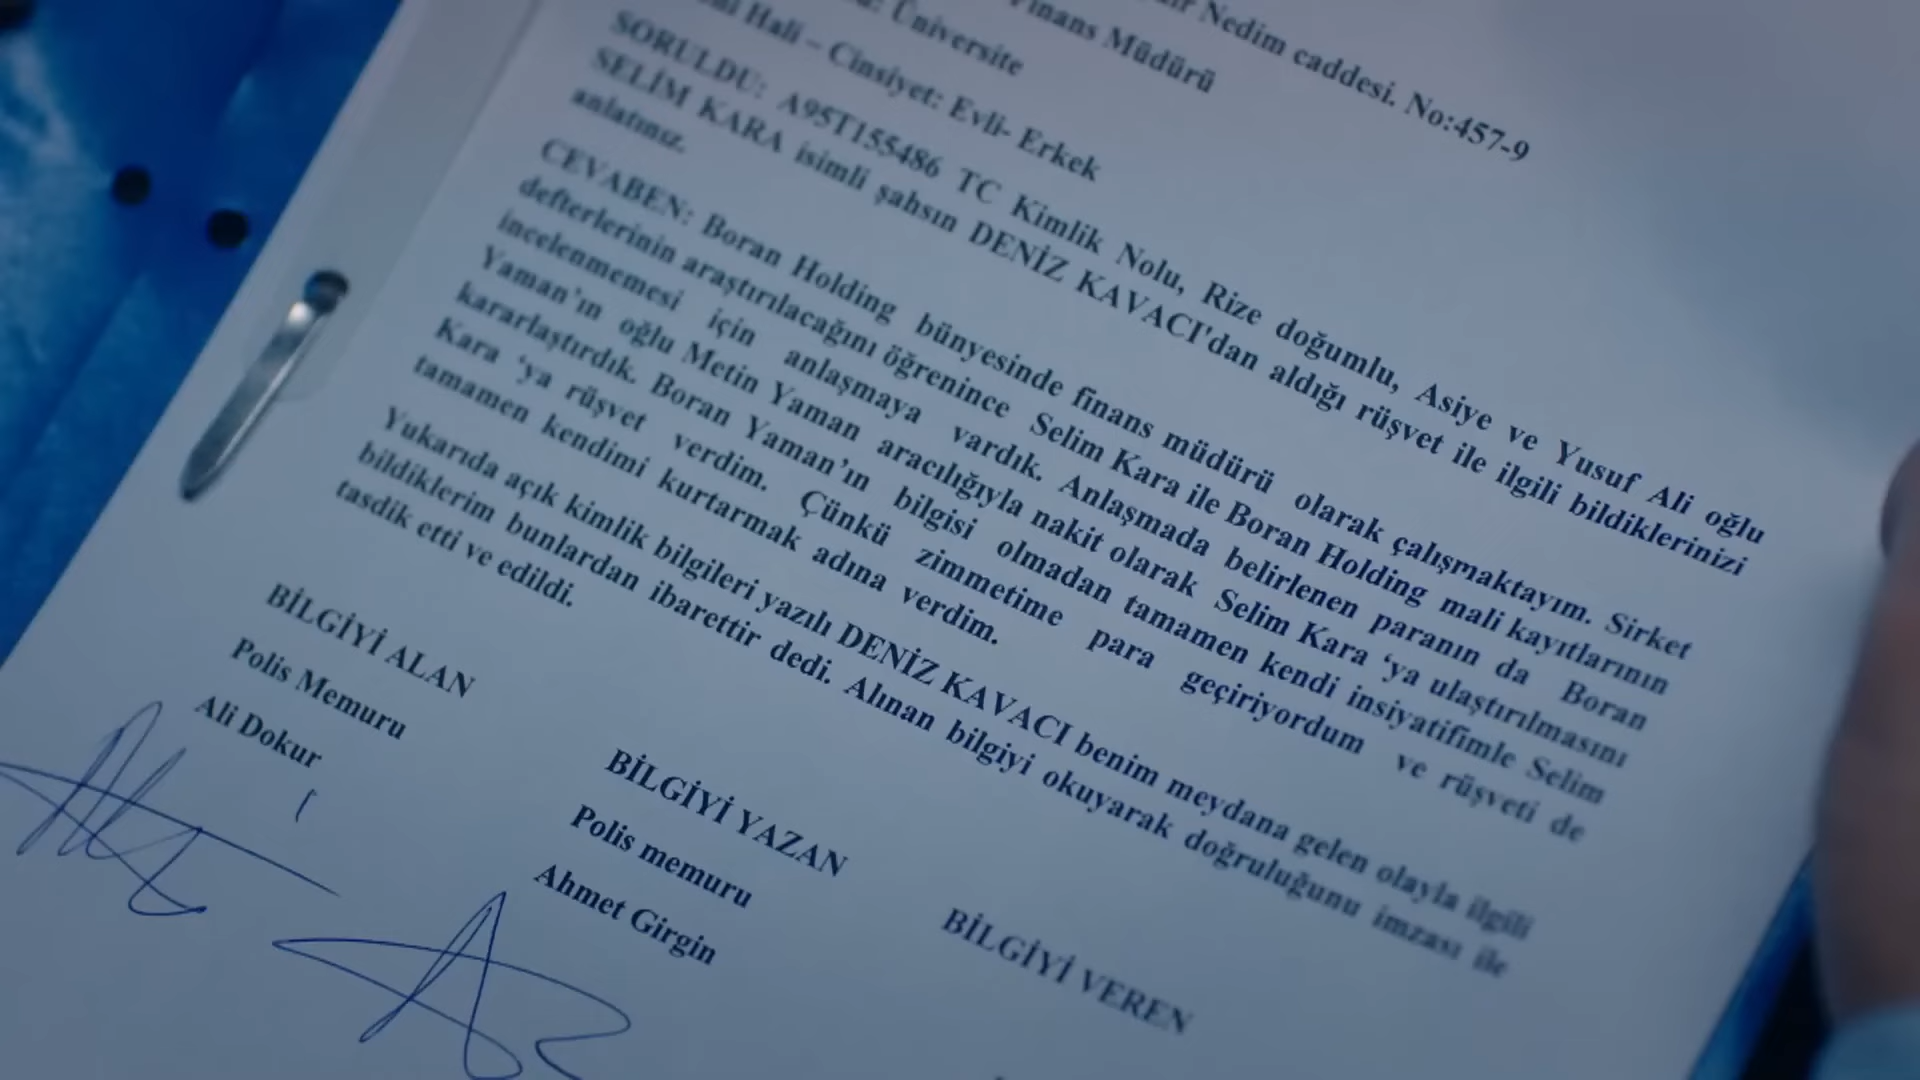 Nedim caddesi. No:457-9
Finans Müdürü
Üniversite
Hali – Cinsiyet: Evli- Erkek
SORULDU: A95T155486 TC Kimlik Nolu, Rize doğumlu, Asiye ve Yusuf Ali oğlu
SELİM KARA isimli şahsın DENİZ KAVACI'dan aldığı rüşvet ile ilgili bildiklerinizi
anlatınız.
CEVABEN: Boran Holding bünyesinde finans müdürü olarak çalışmaktayım. Sirket
defterlerinin araştırılacağını öğrenince Selim Kara ile Boran Holding mali kayıtlarının
incelenmemesi için anlaşmaya vardık. Anlaşmada belirlenen paranın da Boran
Yaman’ın oğlu Metin Yaman aracılığıyla nakit olarak Selim Kara ‘ya ulaştırılmasını
kararlaştırdık. Boran Yaman’ın bilgisi olmadan tamamen kendi insiyatifimle Selim
Kara ‘ya rüşvet verdim. Çünkü zimmetime para geçiriyordum ve rüşveti de
tamamen kendimi kurtarmak adına verdim.
Yukarıda açık kimlik bilgileri yazılı DENİZ KAVACI benim meydana gelen olayla ilgili
bildiklerim bunlardan ibarettir dedi. Alınan bilgiyi okuyarak doğruluğunu imzası ile
tasdik etti ve edildi.
BİLGİYİ ALAN
Polis Memuru
Ali Dokur
BİLGİYİ YAZAN
Polis memuru
Ahmet Girgin
BİLGİYİ VEREN